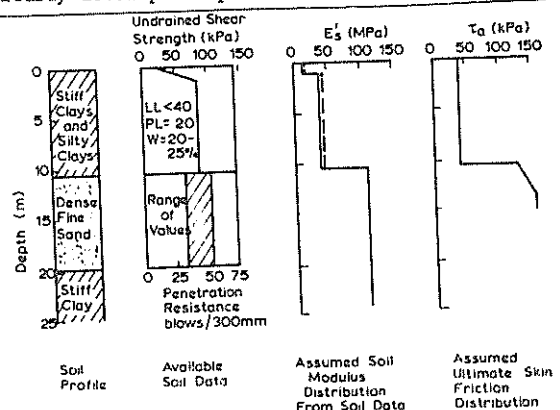 Undrained Shear
Strength (kPa)
0 50 100 150
E's (MPa)
0 50 100 150
τa (kPa)
0 50 100 150
Depth (m)
0
5
10
15
20
25
Stiff
Clays
and
Silty
Clays
Dense
Fine
Sand
Stiff
Clay
LL <40
PL= 20
W=20-
25%
Range
of
Values
0 25 50 75
Penetration
Resistance
blows/300mm
Soil
Profile
Available
Soil Data
Assumed Soil
Modulus
Distribution
From Soil Data
Assumed
Ultimate Skin
Friction
Distribution